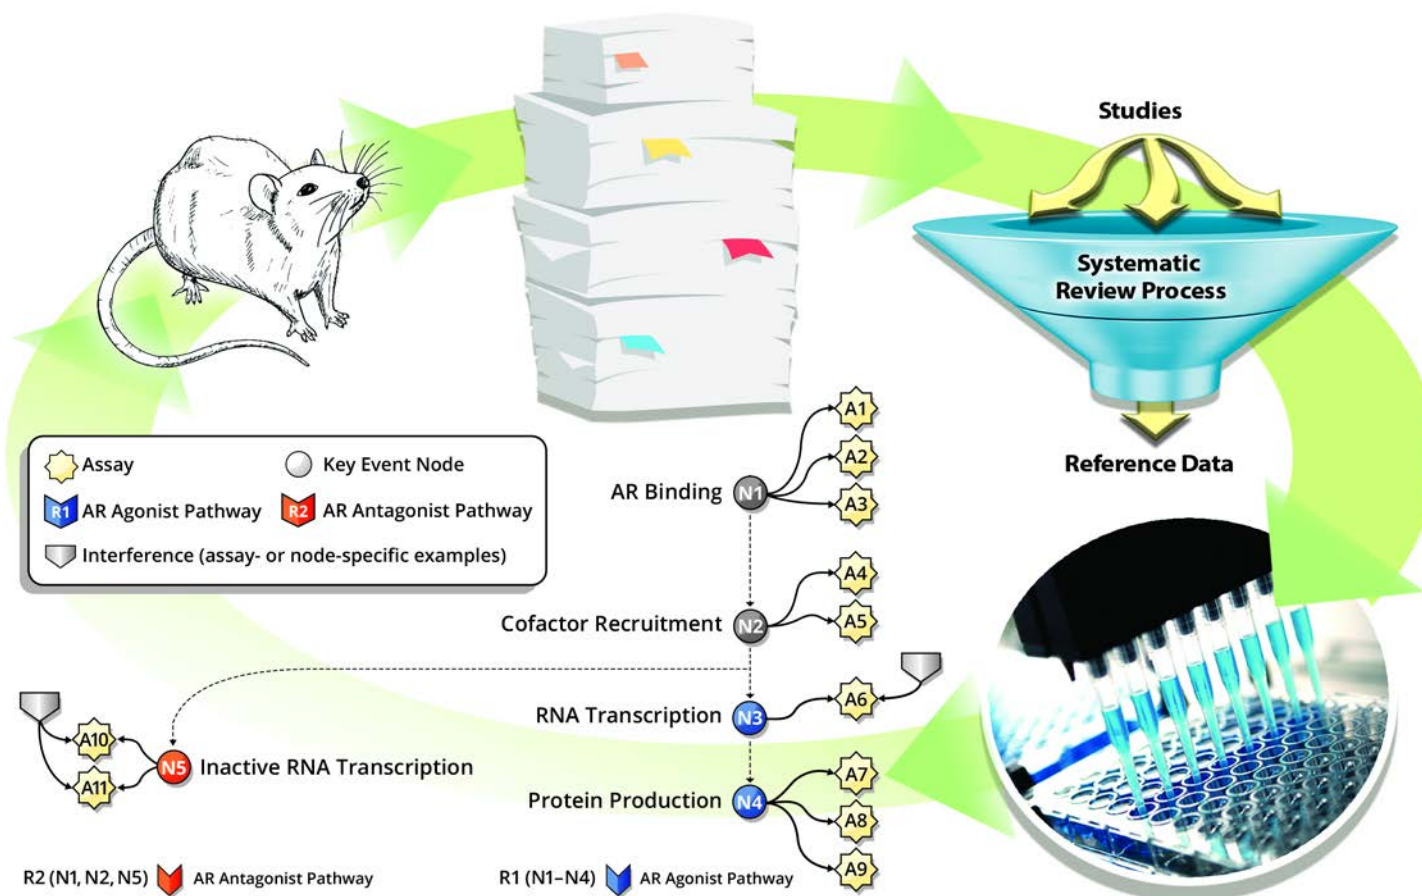 Studies
Systematic
Review Process
Reference Data
Assay
Key Event Node
R1 AR Agonist Pathway
R2 AR Antagonist Pathway
Interference (assay- or node-specific examples)
AR Binding
N1
A1
A2
A3
Cofactor Recruitment
N2
A4
A5
RNA Transcription
N3
A6
A10
A11
N5
Inactive RNA Transcription
Protein Production
N4
A7
A8
A9
R2 (N1, N2, N5)
AR Antagonist Pathway
R1 (N1–N4)
AR Agonist Pathway